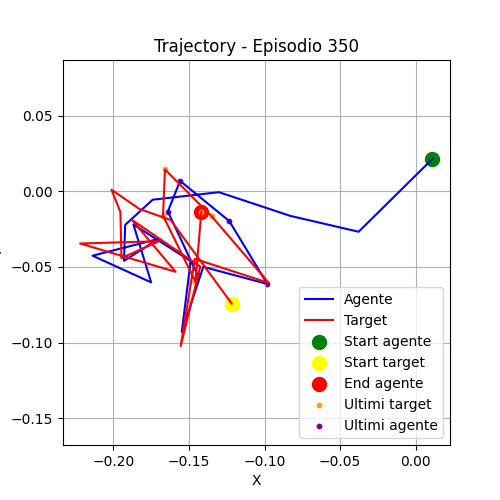 Trajectory - Episodio 350
0.05
0.00
−0.05
−0.10
−0.15
−0.20
−0.15
−0.10
−0.05
0.00
X
Agente
Target
Start agente
Start target
End agente
Ultimi target
Ultimi agente